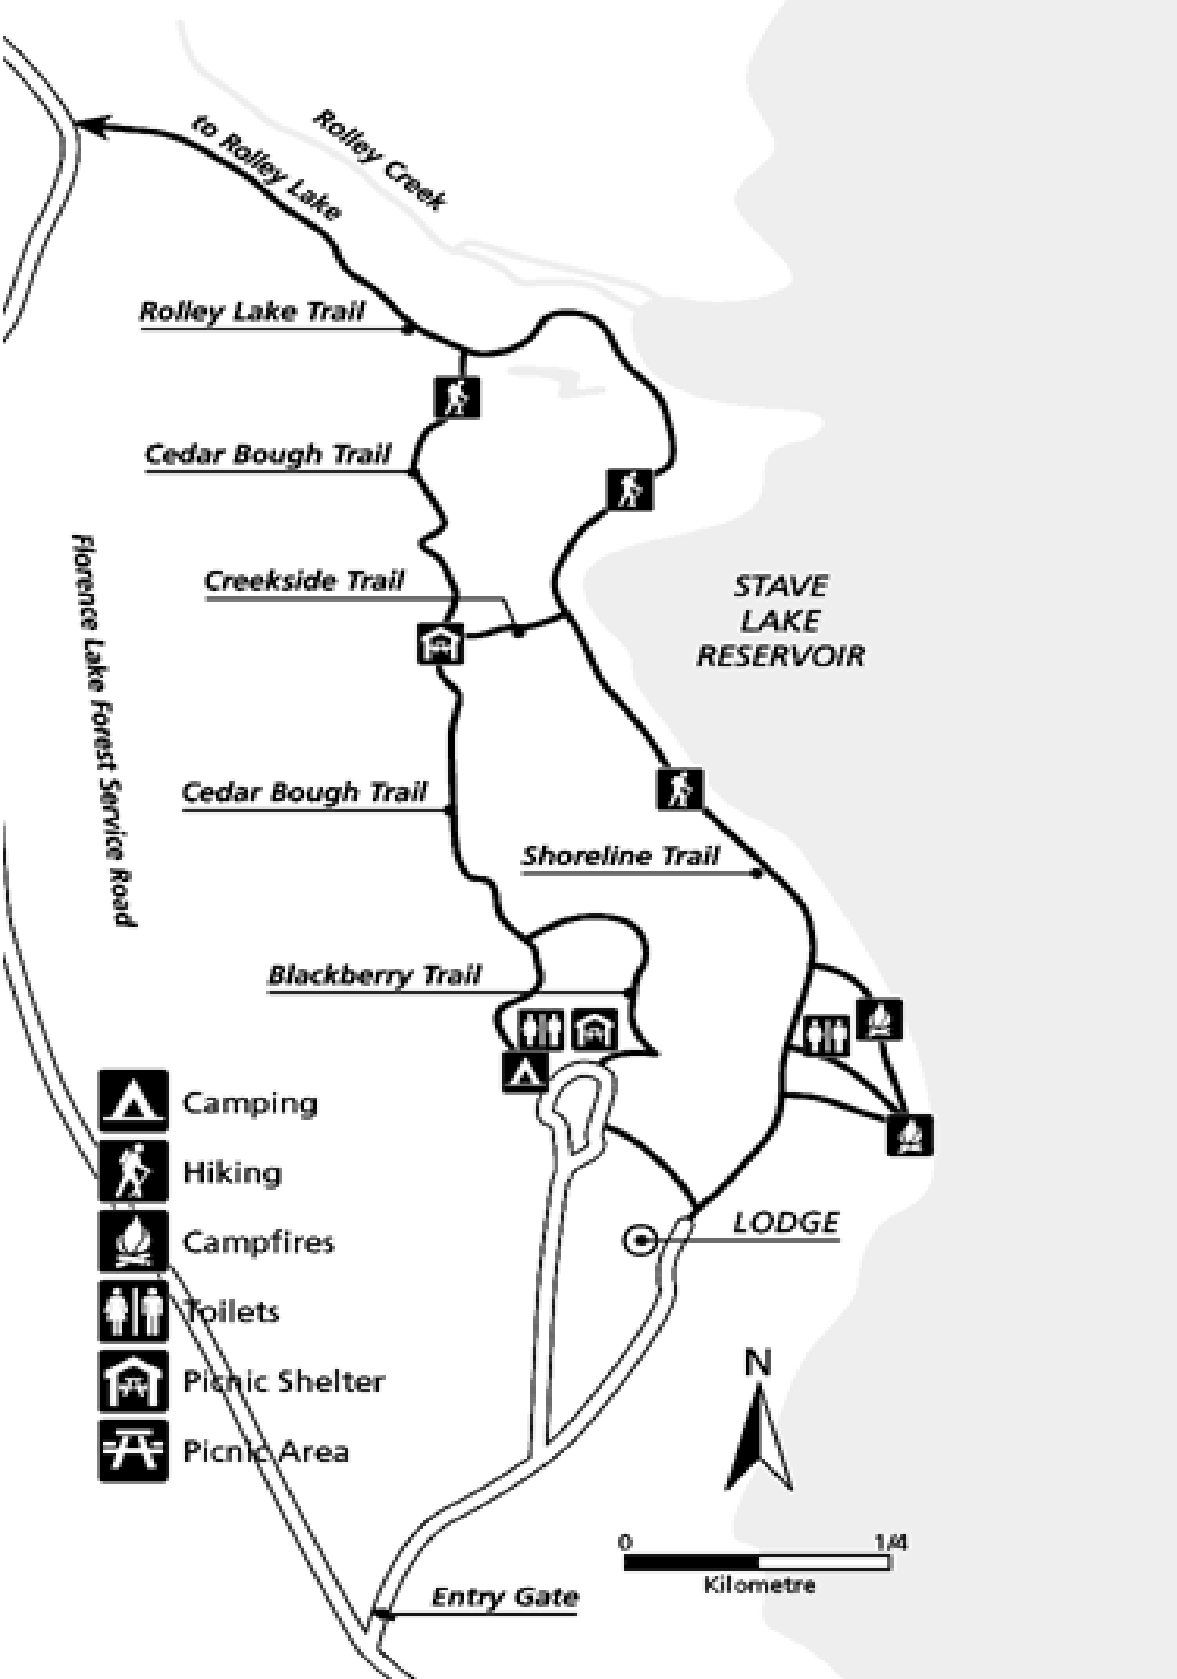 to Rolley Lake
Rolley Creek
Rolley Lake Trail
Cedar Bough Trail
Creekside Trail
Florence Lake Forest Service Road
STAVE
LAKE
RESERVOIR
Cedar Bough Trail
Shoreline Trail
Blackberry Trail
Camping
Hiking
Campfires
Toilets
Picnic Shelter
Picnic Area
LODGE
N
0 1/4
Kilometre
Entry Gate